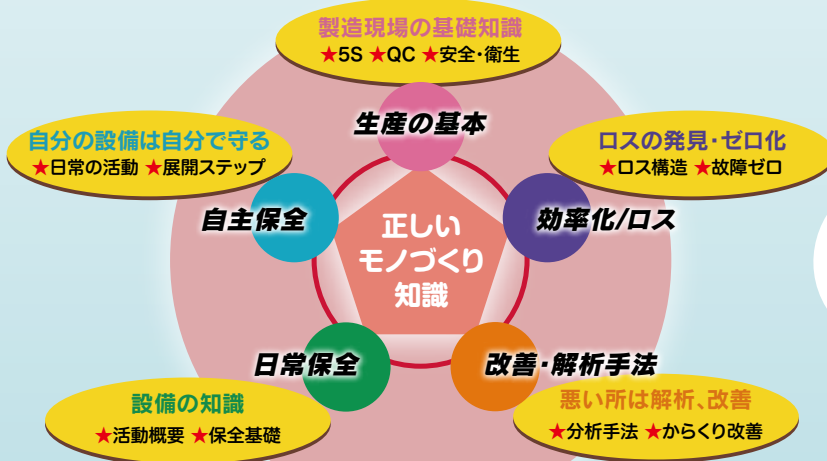 製造現場の基礎知識
★5S ★QC ★安全・衛生
生産の基本
自分の設備は自分で守る
★日常の活動 ★展開ステップ
ロスの発見・ゼロ化
★ロス構造 ★故障ゼロ
自主保全
効率化/ロス
正しい
モノづくり
知識
日常保全
改善・解析手法
設備の知識
★活動概要 ★保全基礎
悪い所は解析、改善
★分析手法 ★からくり改善